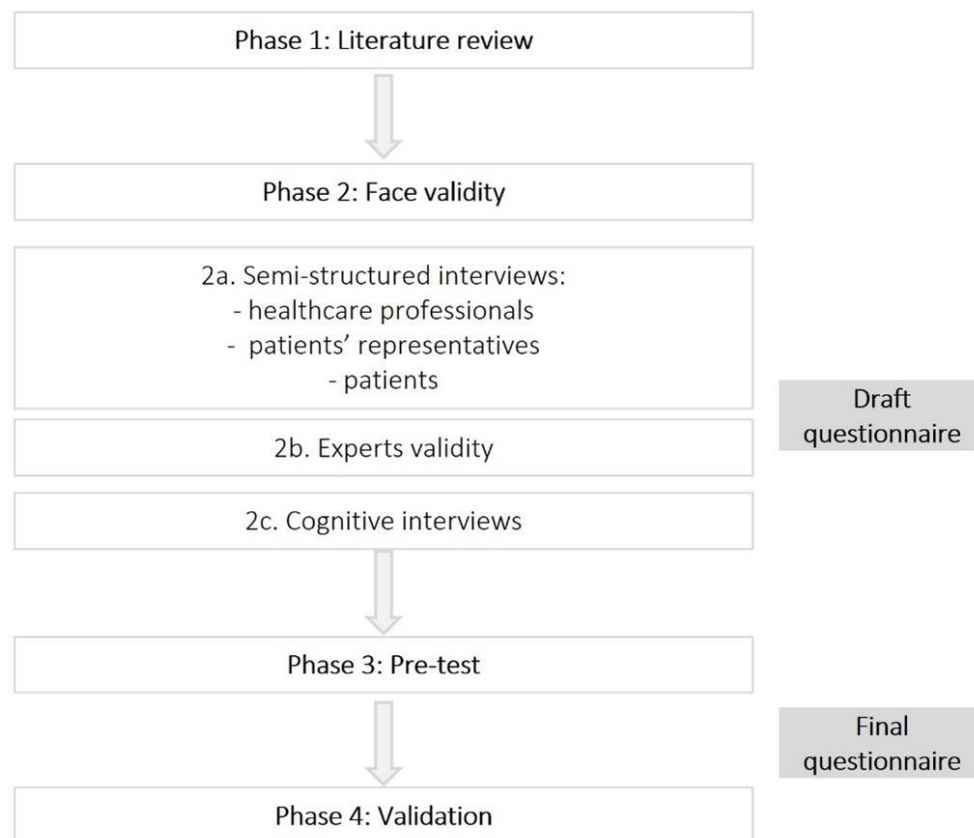 Phase 1: Literature review
Phase 2: Face validity
2a. Semi-structured interviews:
- healthcare professionals
- patients’ representatives
- patients
Draft
questionnaire
2b. Experts validity
2c. Cognitive interviews
Phase 3: Pre-test
Final
questionnaire
Phase 4: Validation